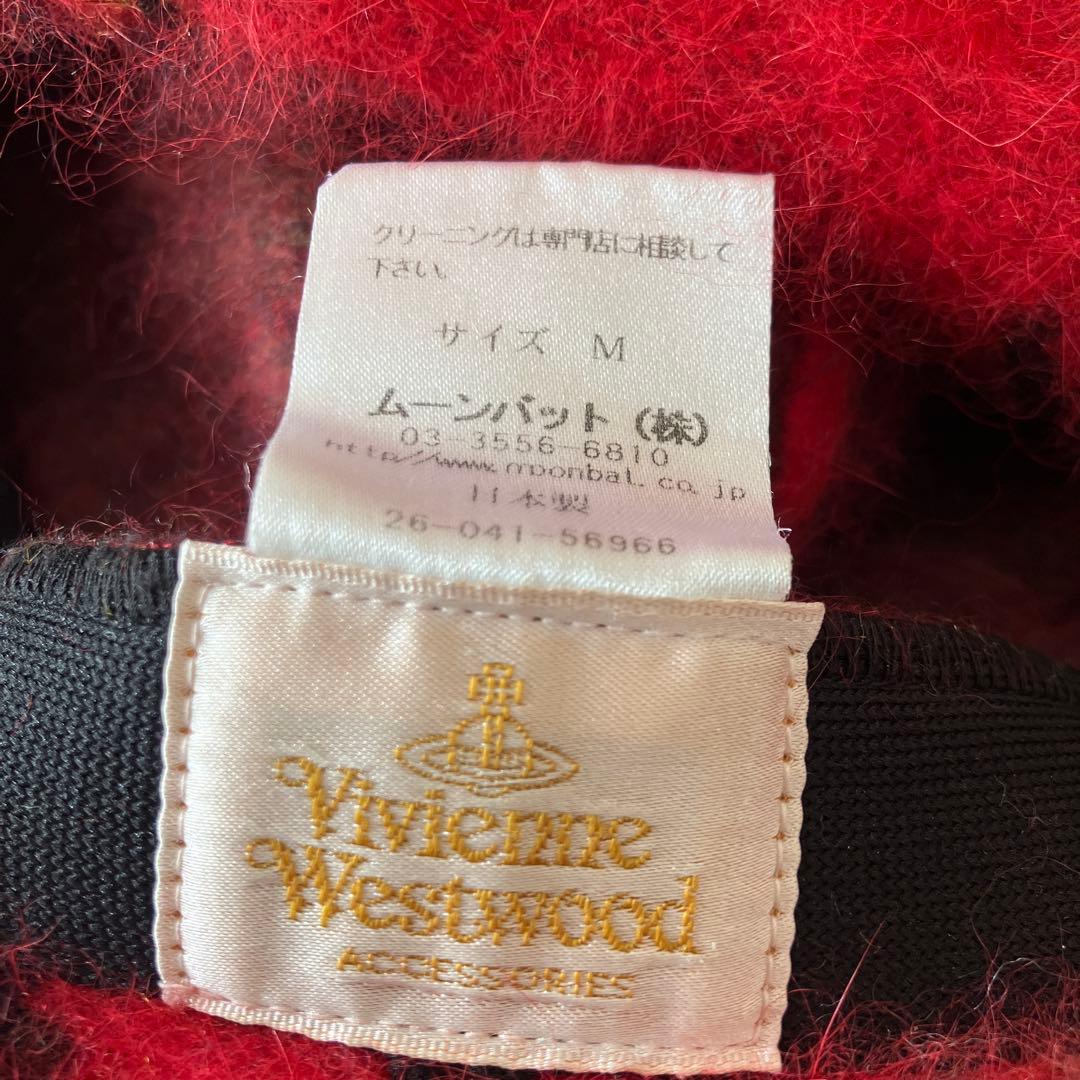 クリーニングは専門店に相談して
下さい。
サイズ M
ムーンバット(株)
03-3556-6810
http//www.moonbat.co.jp
日本製
26-041-56966
Vivienne
Westwood
ACCESSORIES